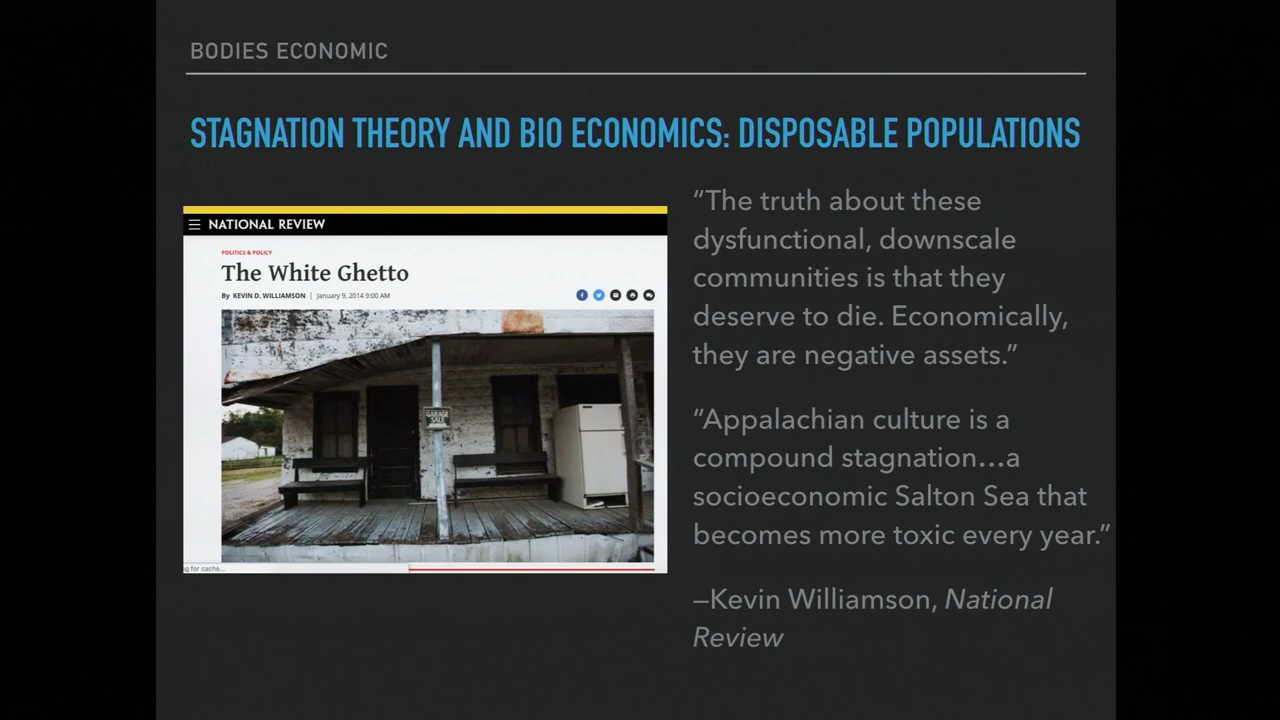 BODIES ECONOMIC
STAGNATION THEORY AND BIO ECONOMICS: DISPOSABLE POPULATIONS
NATIONAL REVIEW
POLITICS & POLICY
The White Ghetto
By KEVIN D. WILLIAMSON | January 9, 2014 9:00 AM
GARAGE
SALE
ng for cache...
“The truth about these
dysfunctional, downscale
communities is that they
deserve to die. Economically,
they are negative assets.”
“Appalachian culture is a
compound stagnation…a
socioeconomic Salton Sea that
becomes more toxic every year.”
—Kevin Williamson, National
Review